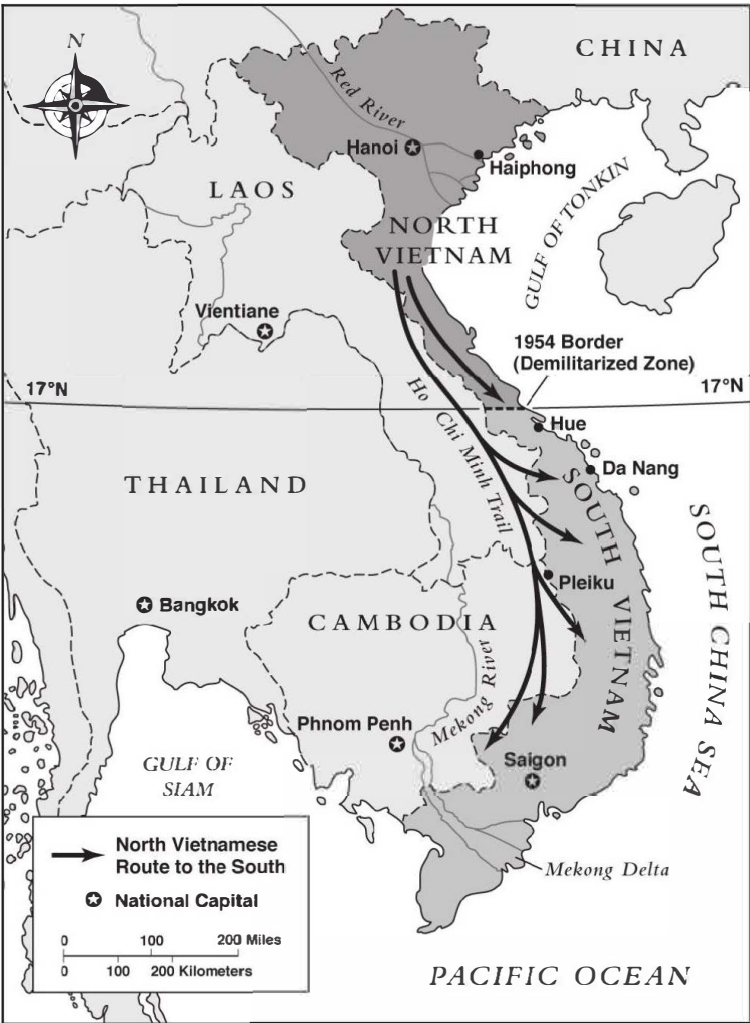 N
CHINA
Red River
Hanoi
Haiphong
LAOS
GULF OF TONKIN
NORTH
VIETNAM
Vientiane
1954 Border
(Demilitarized Zone)
17°N
17°N
Hue
Ho Chi Minh Trail
Da Nang
THAILAND
SOUTH VIETNAM
SOUTH CHINA SEA
Pleiku
Bangkok
CAMBODIA
Mekong River
Phnom Penh
GULF OF
SIAM
Saigon
North Vietnamese
Route to the South
National Capital
Mekong Delta
0 100 200 Miles
0 100 200 Kilometers
PACIFIC OCEAN